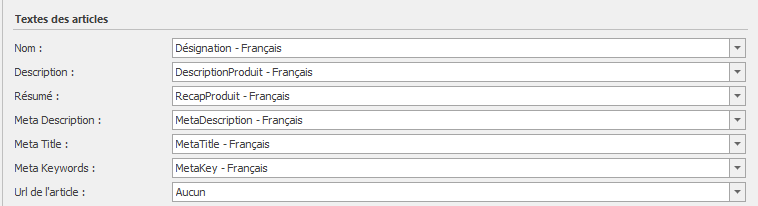 Textes des articles
Nom : Désignation - Français
Description : DescriptionProduit - Français
Résumé : RecapProduit - Français
Meta Description : MetaDescription - Français
Meta Title : MetaTitle - Français
Meta Keywords : MetaKey - Français
Url de l'article : Aucun